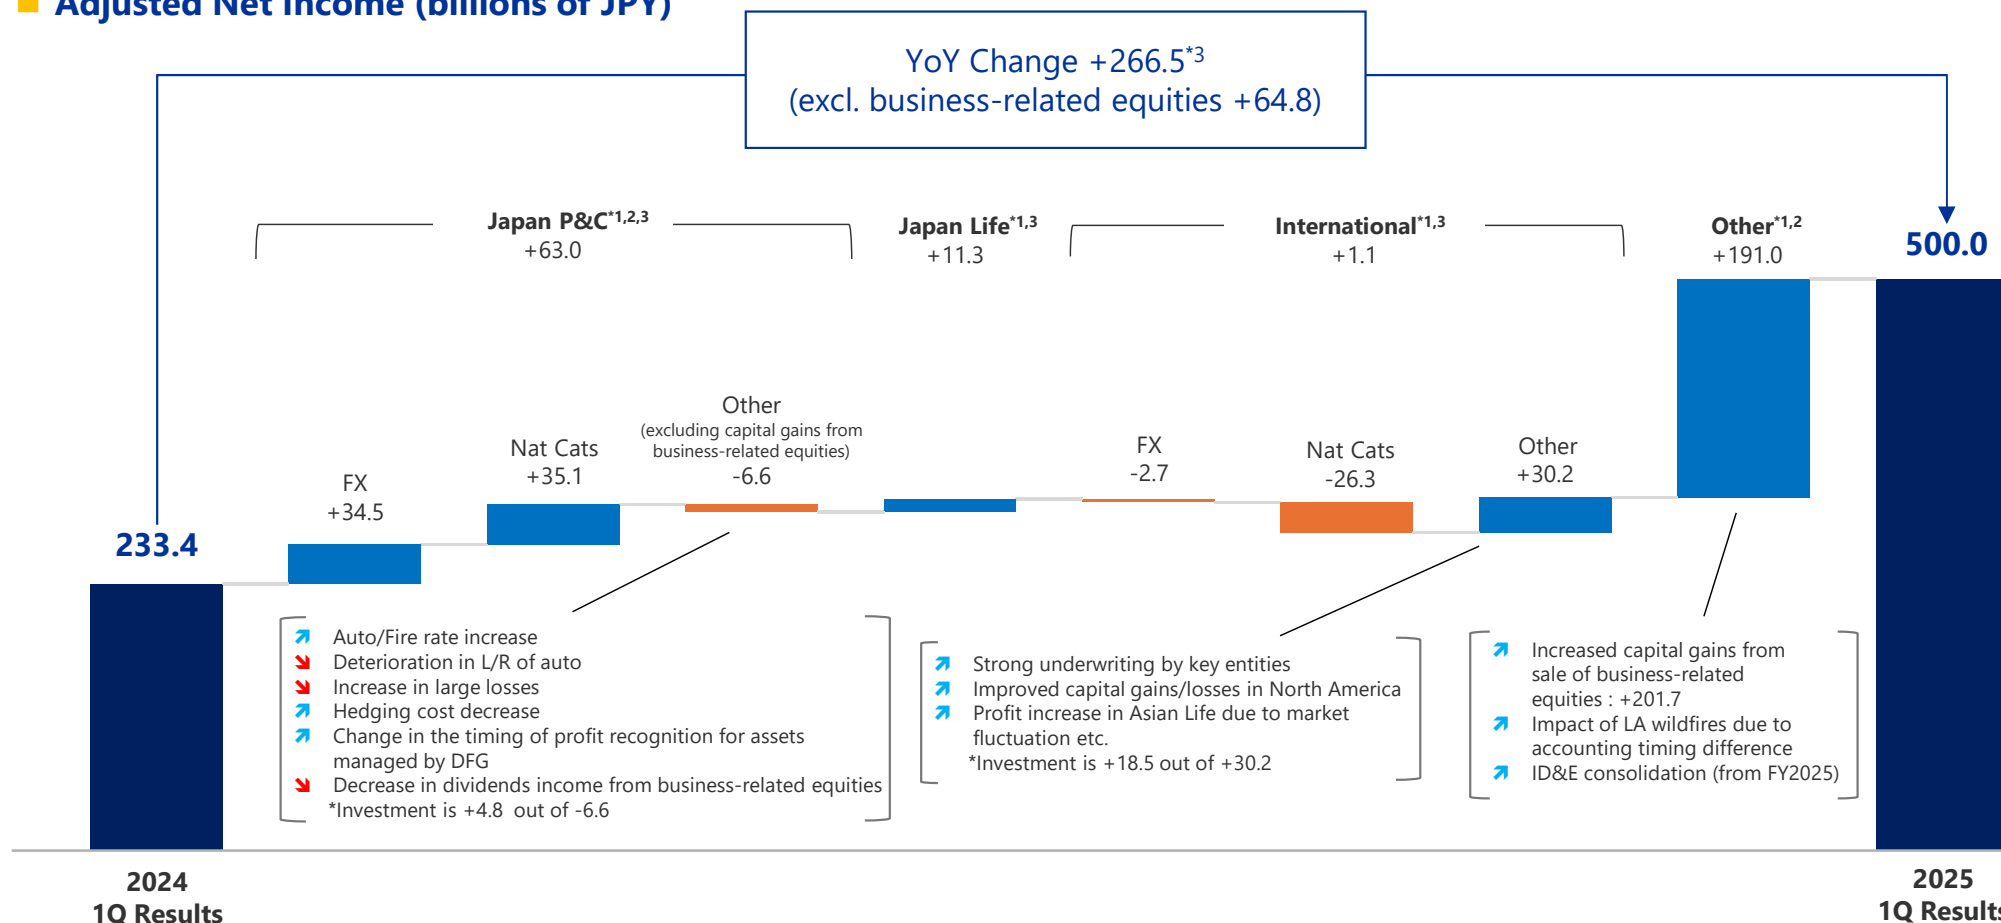 Adjusted Net Income (billions of JPY)
YoY Change +266.5*3
(excl. business-related equities +64.8)
Japan P&C*1,2,3
+63.0
Japan Life*1,3
+11.3
International*1,3
+1.1
Other*1,2
+191.0
500.0
233.4
FX
+34.5
Nat Cats
+35.1
Other
(excluding capital gains from
business-related equities)
-6.6
FX
-2.7
Nat Cats
-26.3
Other
+30.2
Auto/Fire rate increase
Deterioration in L/R of auto
Increase in large losses
Hedging cost decrease
Change in the timing of profit recognition for assets
managed by DFG
Decrease in dividends income from business-related equities
*Investment is +4.8 out of -6.6
Strong underwriting by key entities
Improved capital gains/losses in North America
Profit increase in Asian Life due to market
fluctuation etc.
*Investment is +18.5 out of +30.2
Increased capital gains from
sale of business-related
equities : +201.7
Impact of LA wildfires due to
accounting timing difference
ID&E consolidation (from FY2025)
2024
1Q Results
2025
1Q Results